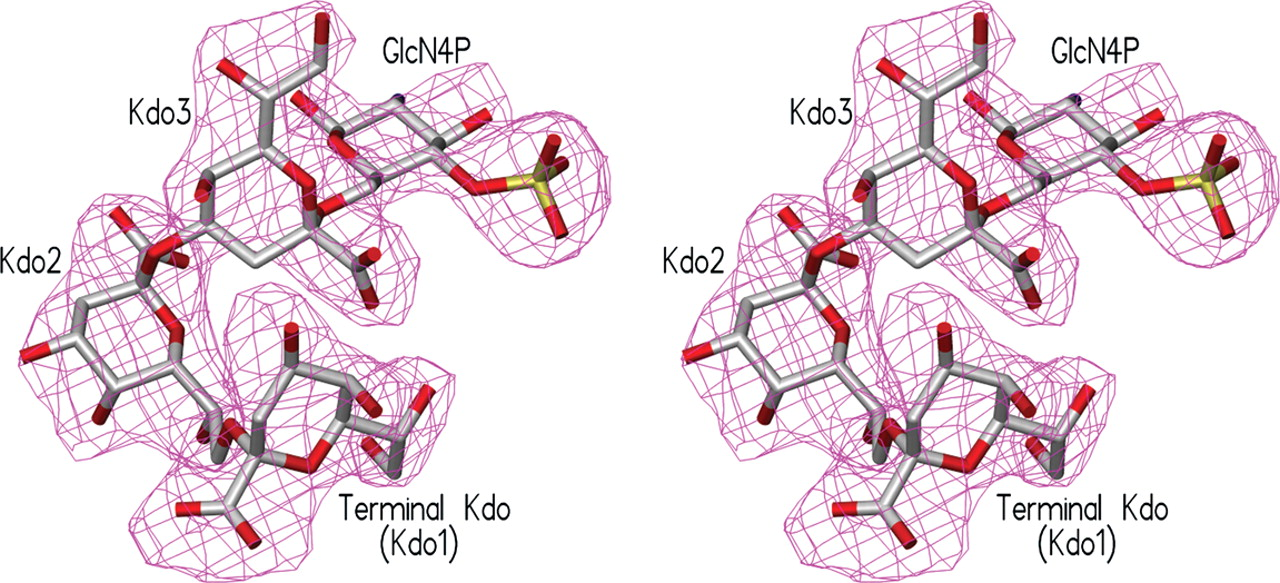 GlcN4P
Kdo3
Kdo2
Terminal Kdo
(Kdo1)
GlcN4P
Kdo3
Kdo2
Terminal Kdo
(Kdo1)